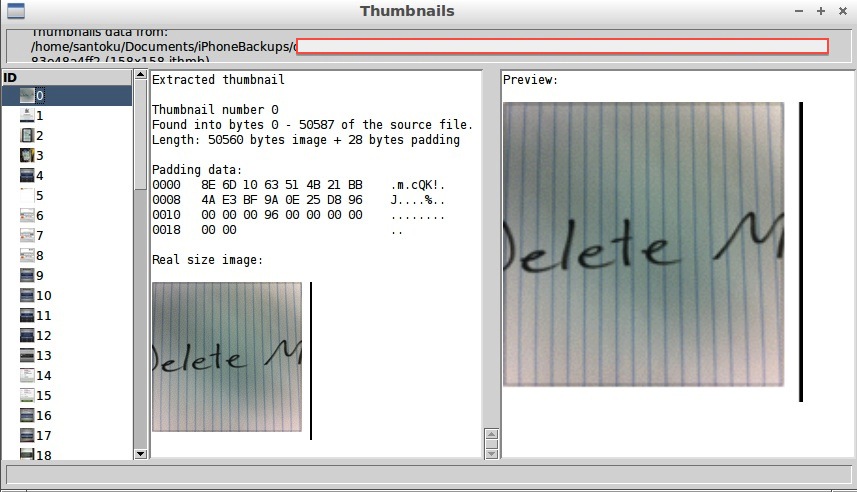 Thumbnails
Thumbnails data from:
/home/santoku/Documents/iPhoneBackups/
83e48a4ff2 (158x158.ithmb)
ID
0
1
2
3
4
5
6
7
8
9
10
11
12
13
14
15
16
17
18
Extracted thumbnail
Thumbnail number 0
Found into bytes 0 - 50587 of the source file.
Length: 50560 bytes image + 28 bytes padding
Padding data:
0000 8E 6D 10 63 51 4B 21 BB .m.cQK!.
0008 4A E3 BF 9A 0E 25 D8 96 J....%..
0010 00 00 00 96 00 00 00 00 ........
0018 00 00 ..
Real size image:
Delete M
Preview:
Delete M